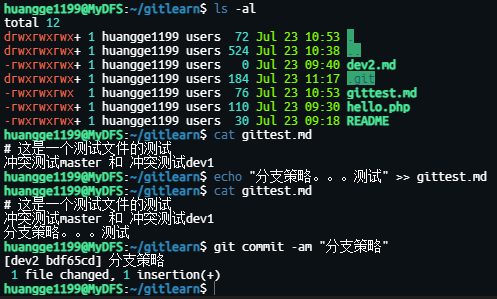 huangge1199@MyDFS:~/gitlearn$ ls -al
total 12
drwxrwxrwx+ 1 huangge1199 users  72 Jul 23 10:53 .
drwxrwxrwx+ 1 huangge1199 users 524 Jul 23 10:38 ..
-rwxrwxrwx+ 1 huangge1199 users   0 Jul 23 09:40 dev2.md
drwxrwxrwx+ 1 huangge1199 users 184 Jul 23 11:17 .git
-rwxrwxrwx  1 huangge1199 users  76 Jul 23 10:53 gittest.md
-rwxrwxrwx+ 1 huangge1199 users 110 Jul 23 09:30 hello.php
-rwxrwxrwx+ 1 huangge1199 users  30 Jul 23 09:18 README
huangge1199@MyDFS:~/gitlearn$ cat gittest.md
# 这是一个测试文件的测试
冲突测试master 和 冲突测试dev1
huangge1199@MyDFS:~/gitlearn$ echo "分支策略。。。测试" >> gittest.md
huangge1199@MyDFS:~/gitlearn$ cat gittest.md
# 这是一个测试文件的测试
冲突测试master 和 冲突测试dev1
分支策略。。。测试
huangge1199@MyDFS:~/gitlearn$ git commit -am "分支策略"
[dev2 bdf65cd] 分支策略
 1 file changed, 1 insertion(+)
huangge1199@MyDFS:~/gitlearn$